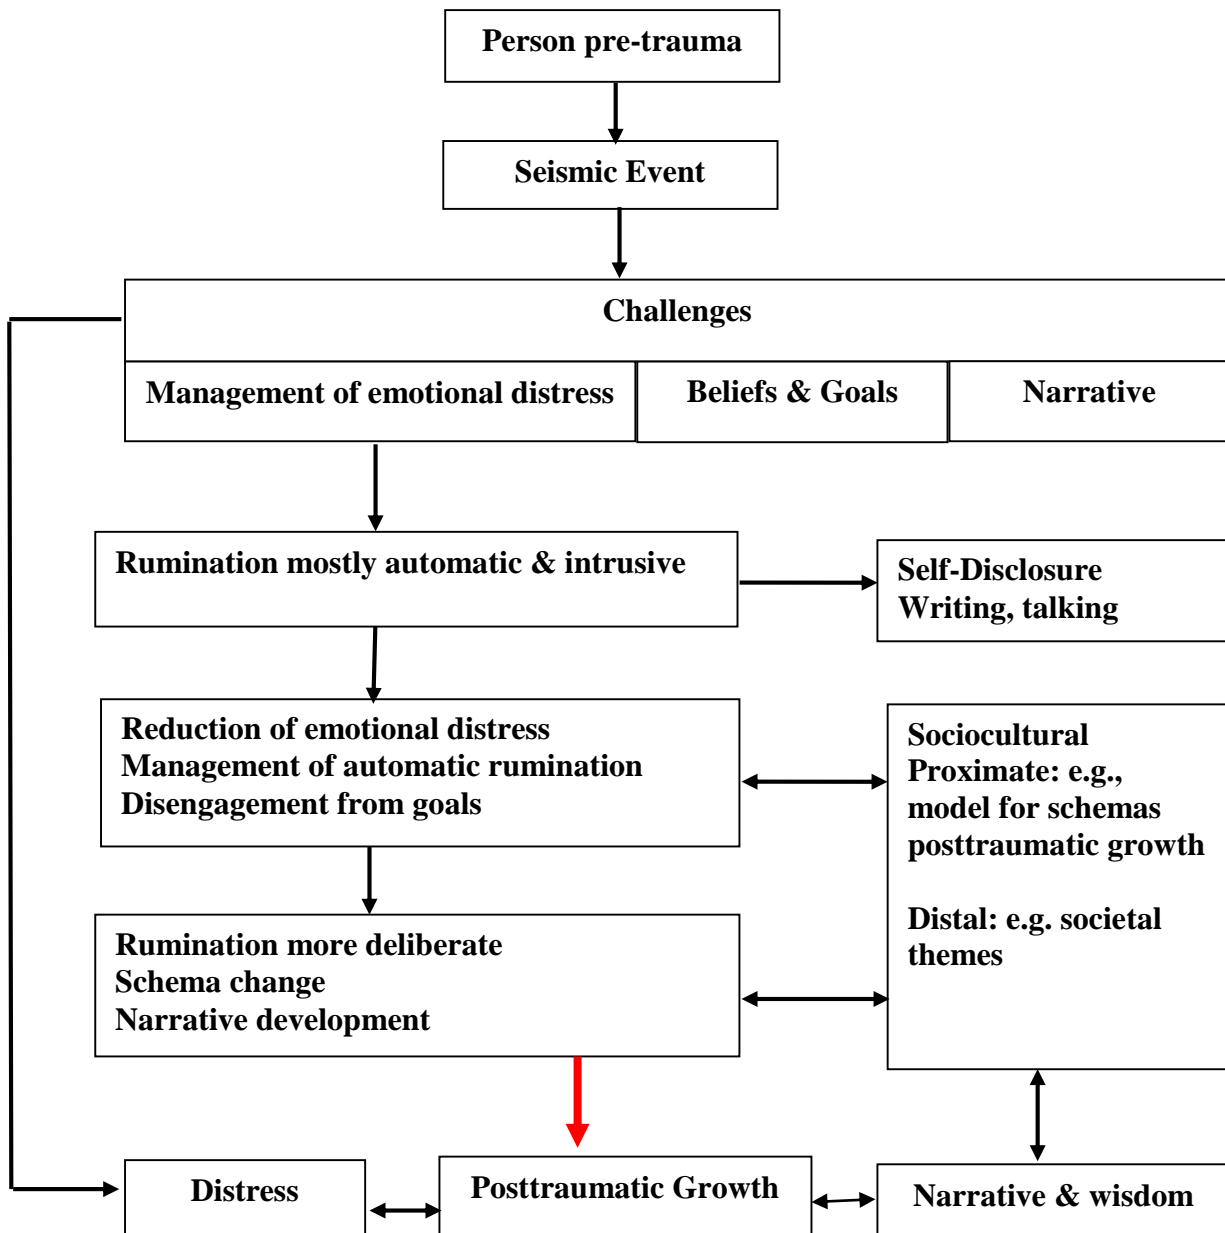 Person pre-trauma
Seismic Event
Challenges
Management of emotional distress
Beliefs & Goals
Narrative
Rumination mostly automatic & intrusive
Self-Disclosure
Writing, talking
Reduction of emotional distress
Management of automatic rumination
Disengagement from goals
Sociocultural
Proximate: e.g.,
model for schemas
posttraumatic growth
Distal: e.g. societal
themes
Rumination more deliberate
Schema change
Narrative development
Distress
Posttraumatic Growth
Narrative & wisdom